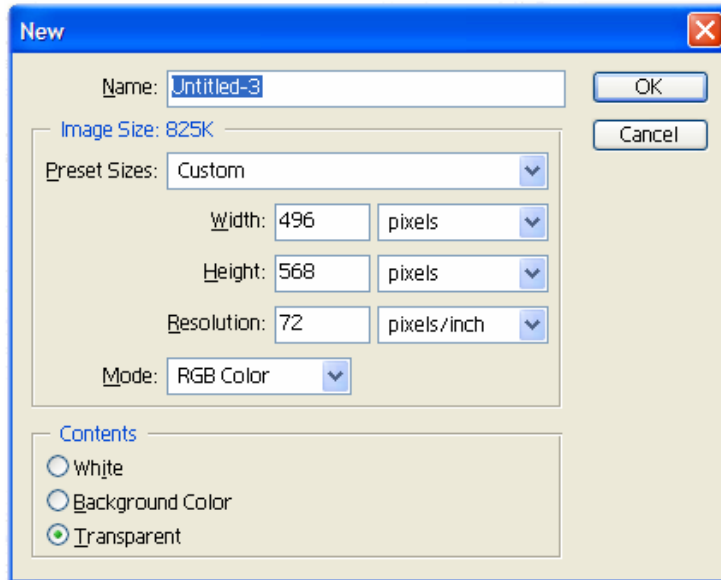 New
Name: Untitled-3
OK
Image Size: 825K
Cancel
Preset Sizes: Custom
Width: 496 pixels
Height: 568 pixels
Resolution: 72 pixels/inch
Mode: RGB Color
Contents
White
Background Color
Transparent